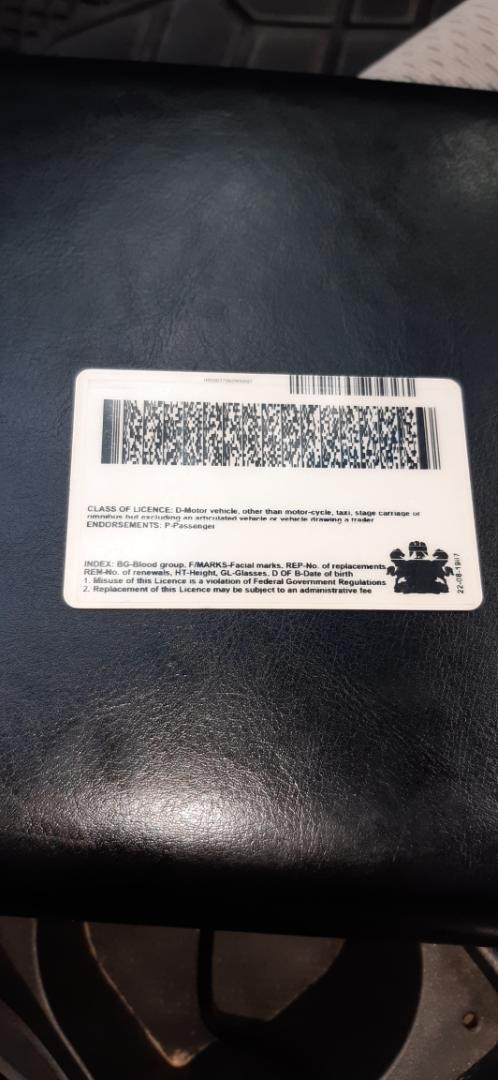 CLASS OF LICENCE: D-Motor vehicle, other than motor-cycle, taxi, stage carriage or
omnibus but excluding an articulated vehicle or vehicle drawing a trailer
ENDORSEMENTS: P-Passenger
INDEX: BG-Blood group, F/MARKS-Facial marks, REP-No. of replacements
REN-No. of renewals, HT-Height, GL-Glasses, D OF B-Date of birth
1. Misuse of this Licence is a violation of Federal Government Regulations
2. Replacement of this Licence may be subject to an administrative fee
22-08-1987